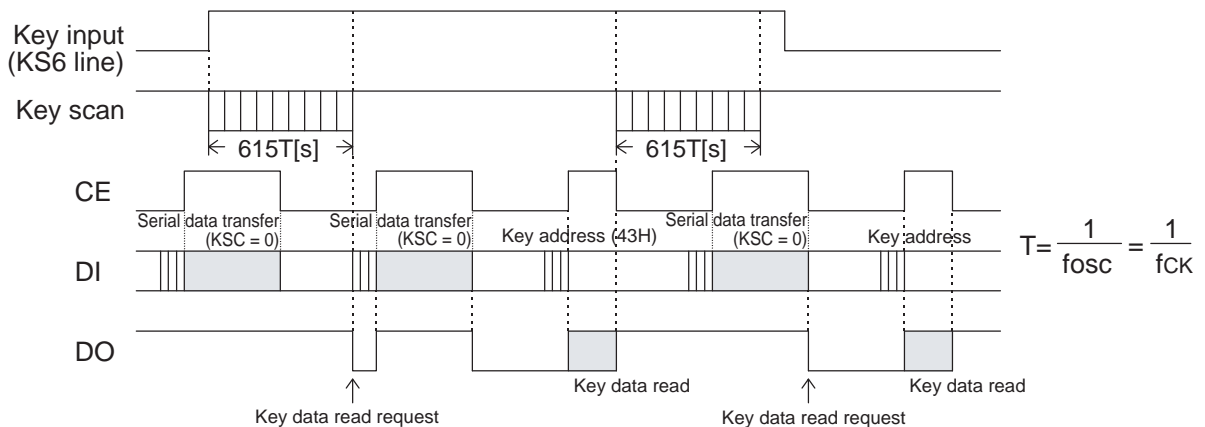 Key input
(KS6 line)
Key scan
615T[s]
615T[s]
CE
Serial data transfer
(KSC = 0)
Serial data transfer
(KSC = 0)
Key address (43H)
Serial data transfer
(KSC = 0)
Key address
T= 1/fosc = 1/fCK
DI
DO
Key data read
Key data read
Key data read request
Key data read request